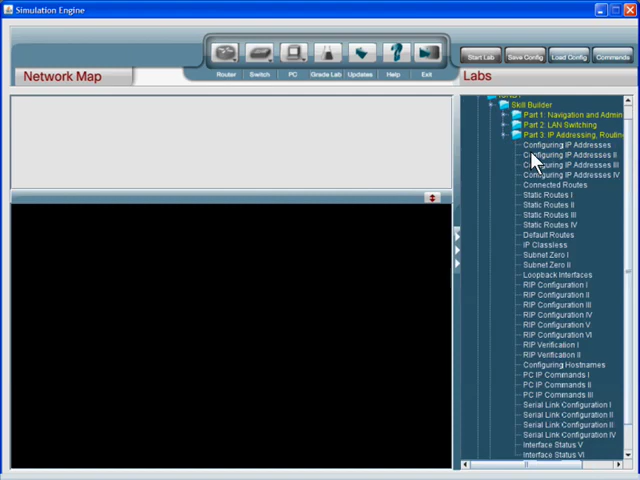 Simulation Engine
Router
Switch
PC
Grade Lab
Updates
Help
Exit
Start Lab
Save Config
Load Config
Commands
Network Map
Labs
Skill Builder
Part 1: Navigation and Admin
Part 2: LAN Switching
Part 3: IP Addressing, Routing
Configuring IP Addresses
Configuring IP Addresses II
Configuring IP Addresses III
Configuring IP Addresses IV
Connected Routes
Static Routes I
Static Routes II
Static Routes III
Static Routes IV
Default Routes
IP Classless
Subnet Zero I
Subnet Zero II
Loopback Interfaces
RIP Configuration I
RIP Configuration II
RIP Configuration III
RIP Configuration IV
RIP Configuration V
RIP Configuration VI
RIP Verification I
RIP Verification II
Configuring Hostnames
PC IP Commands I
PC IP Commands II
PC IP Commands III
Serial Link Configuration I
Serial Link Configuration II
Serial Link Configuration II
Serial Link Configuration IV
Interface Status V
Interface Status VI